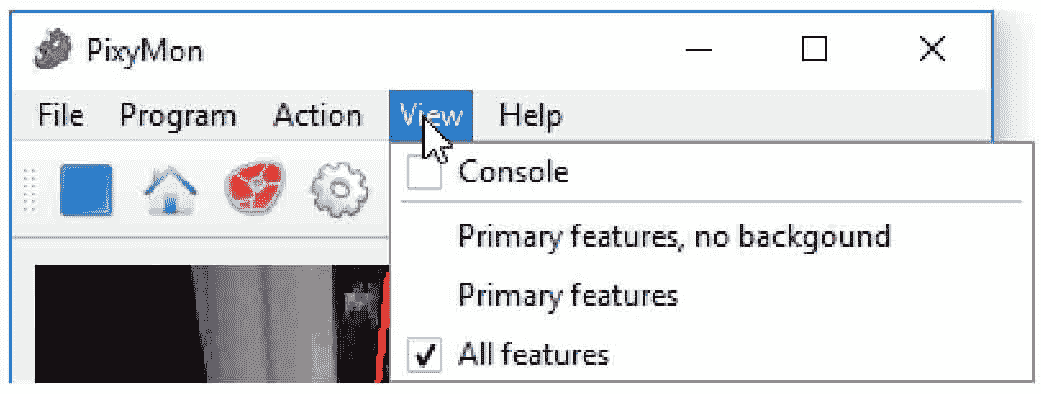 PixyMon
File Program Action View Help
Console
Primary features, no backgound
Primary features
All features